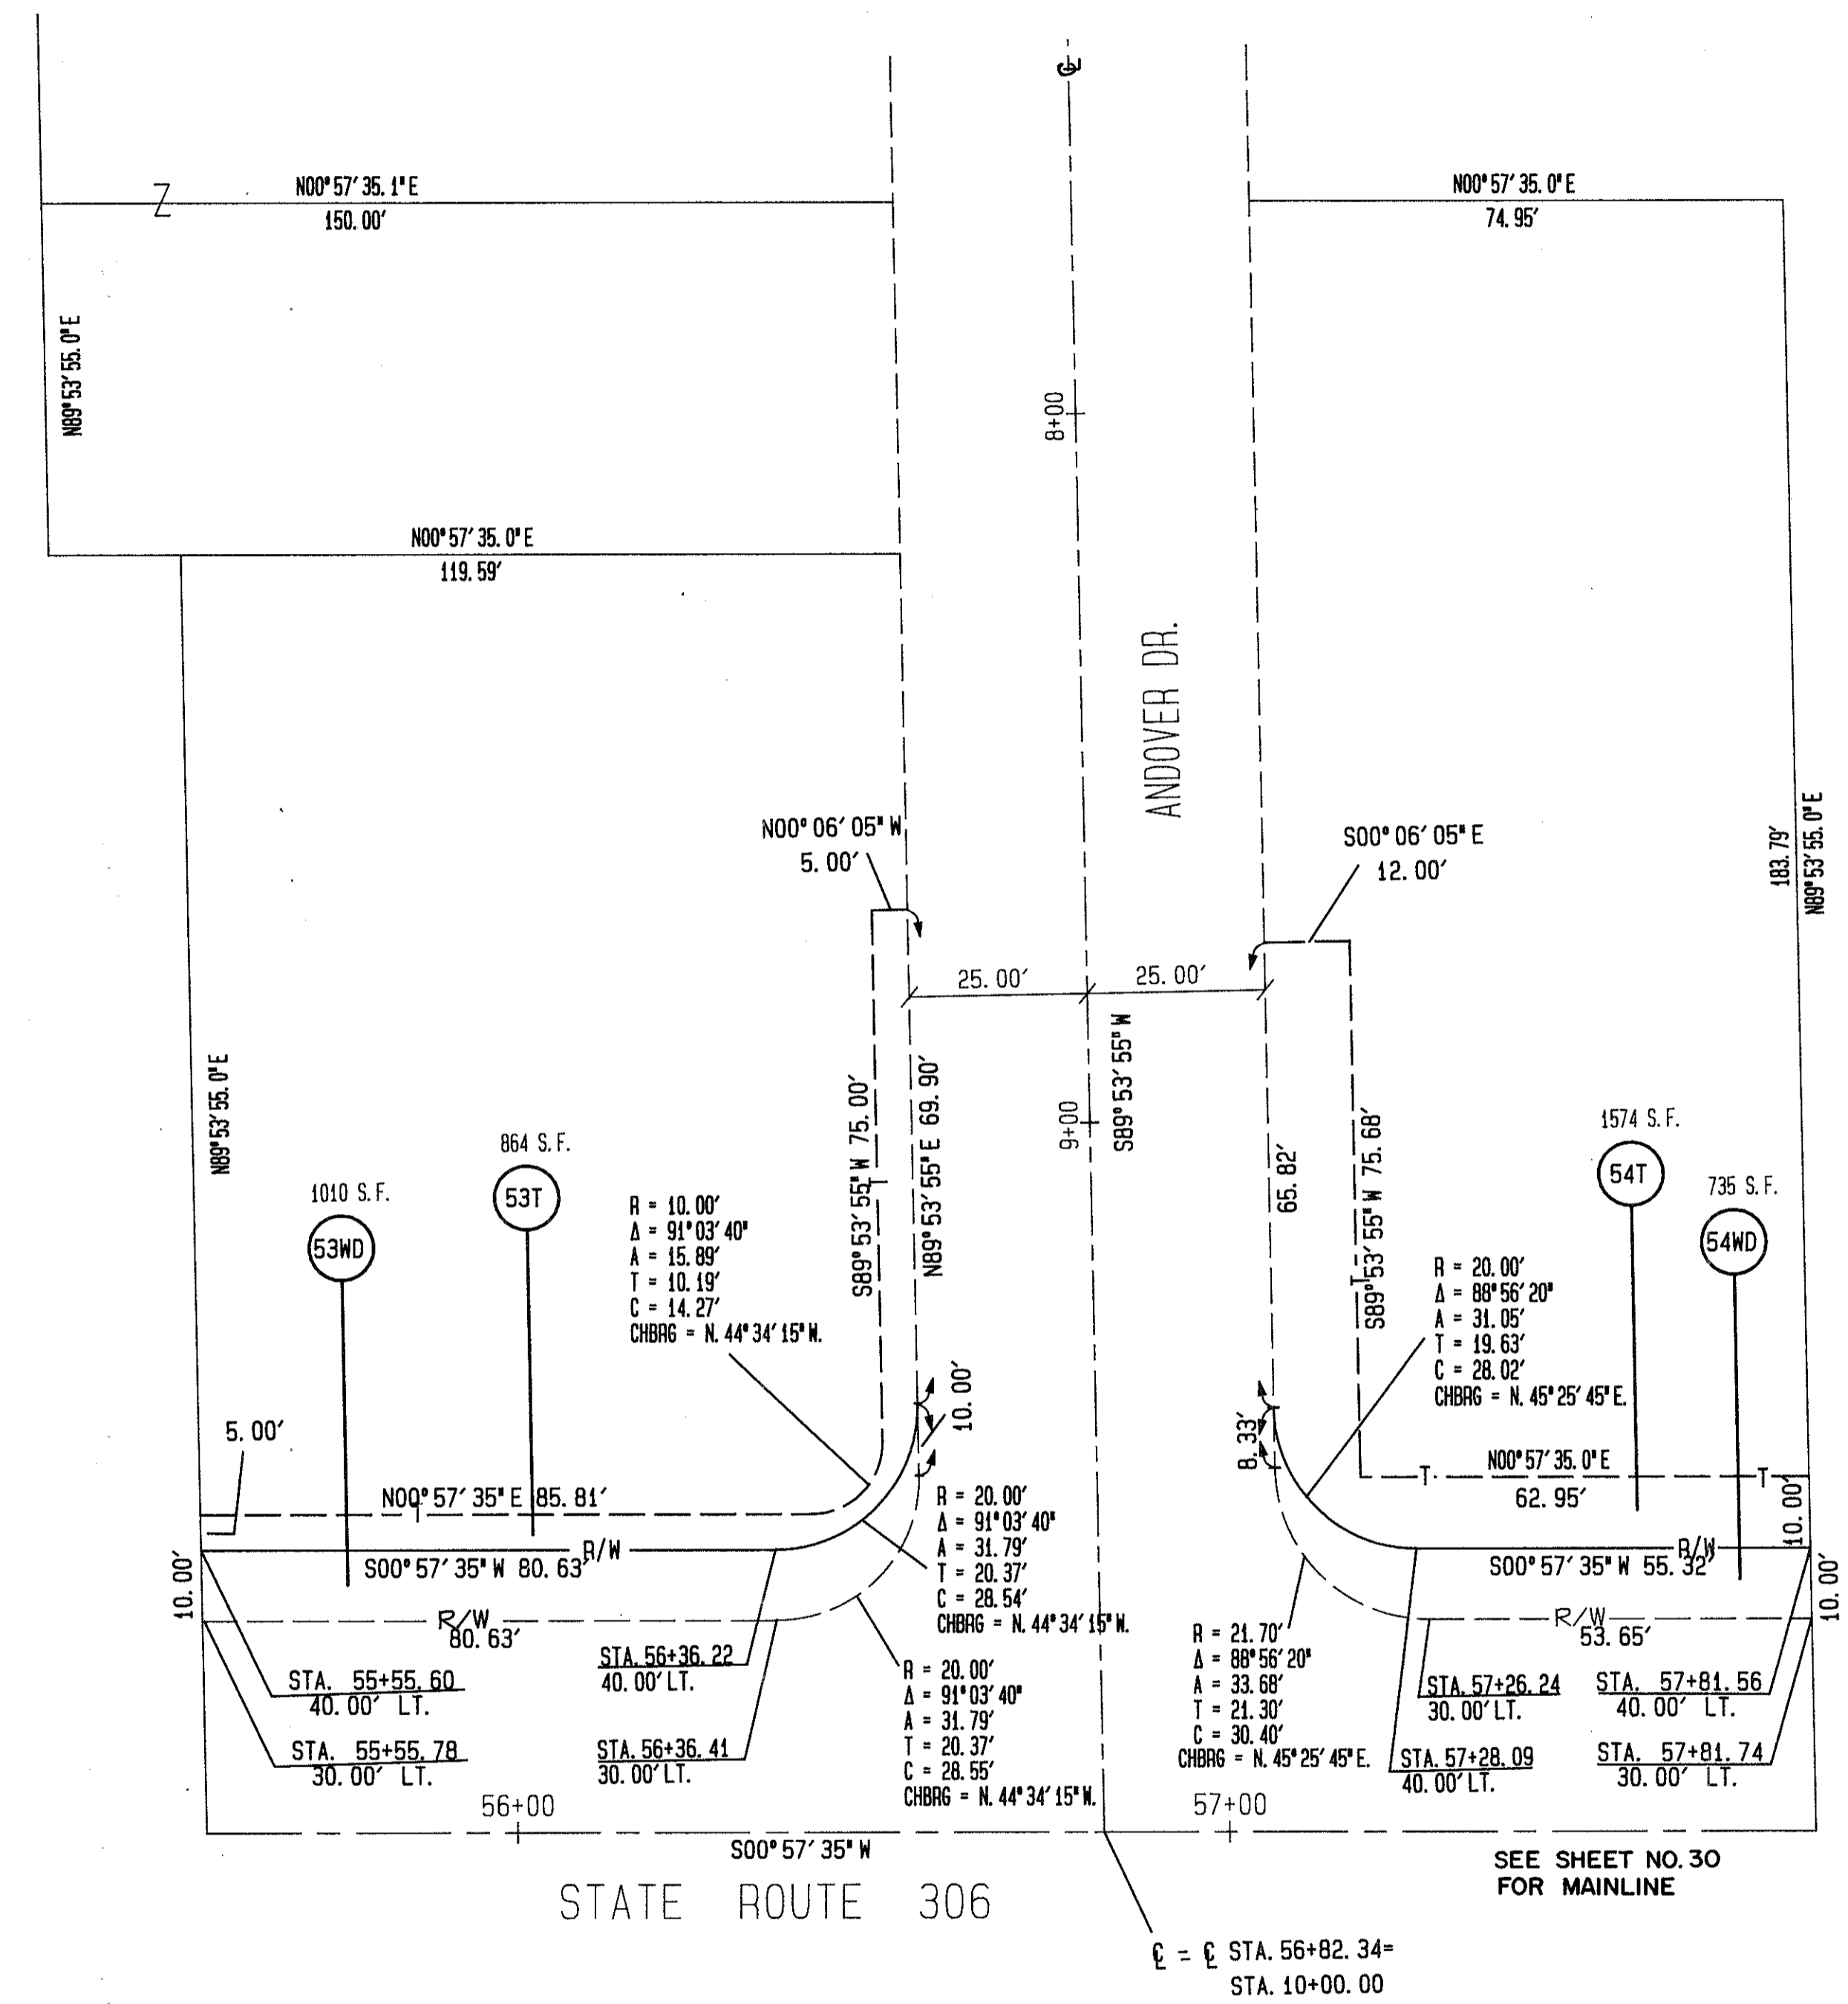 ℄
N00°57'35.1"E
150.00'
N00°57'35.0"E
74.95'
Z
N89°53'55.0"E
8+00
N00°57'35.0"E
119.59'
ANDOVER DR.
N00°06'05"W
5.00'
S00°06'05"E
12.00'
183.79'
N89°53'55.0"E
25.00'
25.00'
S89°53'55"W
9+00
N89°53'55.0"E
S89°53'55"W 75.00'
N89°53'55"E 69.90'
65.82'
S89°53'55"W 75.68'
1010 S.F.
53WD
864 S.F.
53T
1574 S.F.
54T
735 S.F.
54WD
R = 10.00'
Δ = 91°03'40"
A = 15.89'
T = 10.19'
C = 14.27'
CHBRG = N.44°34'15"W.
R = 20.00'
Δ = 88°56'20"
A = 31.05'
T = 19.63'
C = 28.02'
CHBRG = N.45°25'45"E.
5.00'
10.00'
8.33'
N00°57'35"E 85.81'
T
T
T
N00°57'35.0"E
62.95'
T
T
10.00'
R/W
S00°57'35"W 80.63'
R/W
S00°57'35"W 55.32'
10.00'
10.00'
R = 20.00'
Δ = 91°03'40"
A = 31.79'
T = 20.37'
C = 28.54'
CHBRG = N.44°34'15"W.
R/W
80.63'
R/W
53.65'
R = 21.70'
Δ = 88°56'20"
A = 33.68'
T = 21.30'
C = 30.40'
CHBRG = N.45°25'45"E.
R = 20.00'
Δ = 91°03'40"
A = 31.79'
T = 20.37'
C = 28.55'
CHBRG = N.44°34'15"W.
STA. 55+55.60
40.00' LT.
STA.56+36.22
40.00'LT.
STA. 55+55.78
30.00' LT.
STA.56+36.41
30.00'LT.
STA.57+26.24
30.00'LT.
STA. 57+81.56
40.00' LT.
STA.57+28.09
40.00'LT.
STA. 57+81.74
30.00' LT.
56+00
57+00
S00°57'35"W
STATE ROUTE 306
SEE SHEET NO.30
FOR MAINLINE
℄ = ℄ STA.56+82.34=
STA.10+00.00